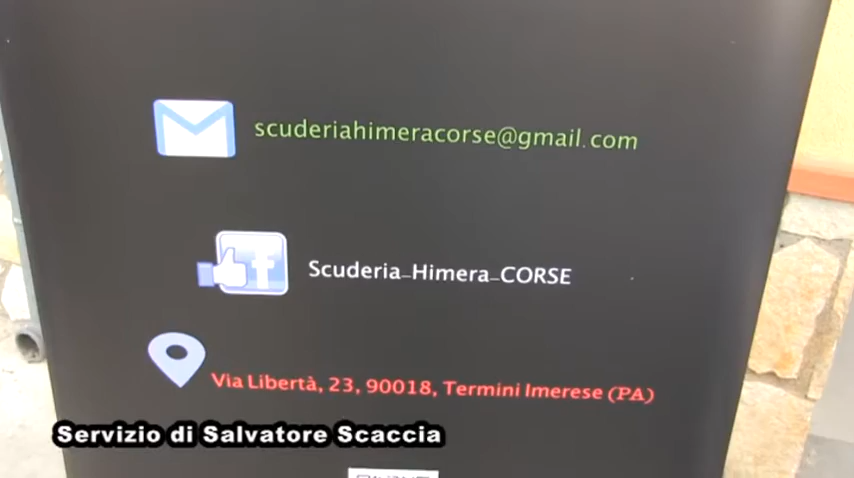 scuderiahimeracorse@gmail.com
Scuderia_Himera_CORSE
Via Libertà, 23, 90018, Termini Imerese (PA)
Servizio di Salvatore Scaccia